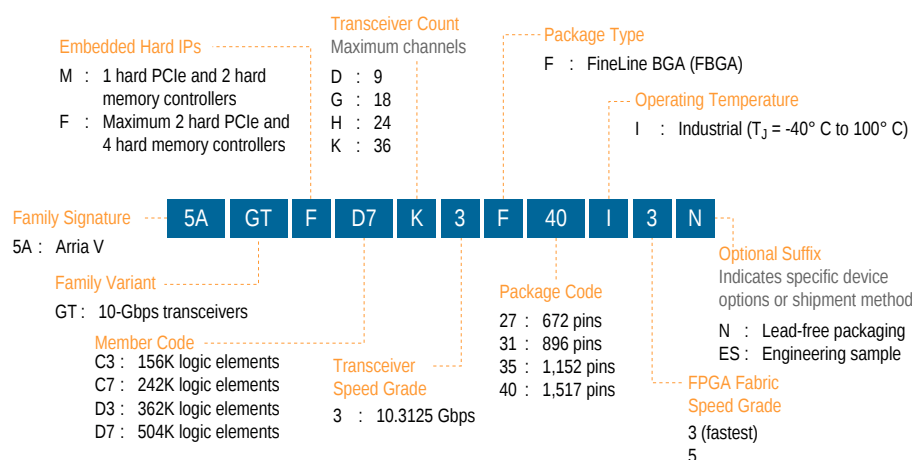 Embedded Hard IPs
M : 1 hard PCIe and 2 hard
memory controllers
F : Maximum 2 hard PCIe and
4 hard memory controllers
Transceiver Count
Maximum channels
D : 9
G : 18
H : 24
K : 36
Package Type
F : FineLine BGA (FBGA)
Operating Temperature
I : Industrial (TJ = -40° C to 100° C)
Family Signature
5A : Arria V
5A GT F D7 K 3 F 40 I 3 N
Family Variant
GT : 10-Gbps transceivers
Member Code
C3 : 156K logic elements
C7 : 242K logic elements
D3 : 362K logic elements
D7 : 504K logic elements
Transceiver
Speed Grade
3 : 10.3125 Gbps
Package Code
27 : 672 pins
31 : 896 pins
35 : 1,152 pins
40 : 1,517 pins
Optional Suffix
Indicates specific device
options or shipment method
N : Lead-free packaging
ES : Engineering sample
FPGA Fabric
Speed Grade
3 (fastest)
5